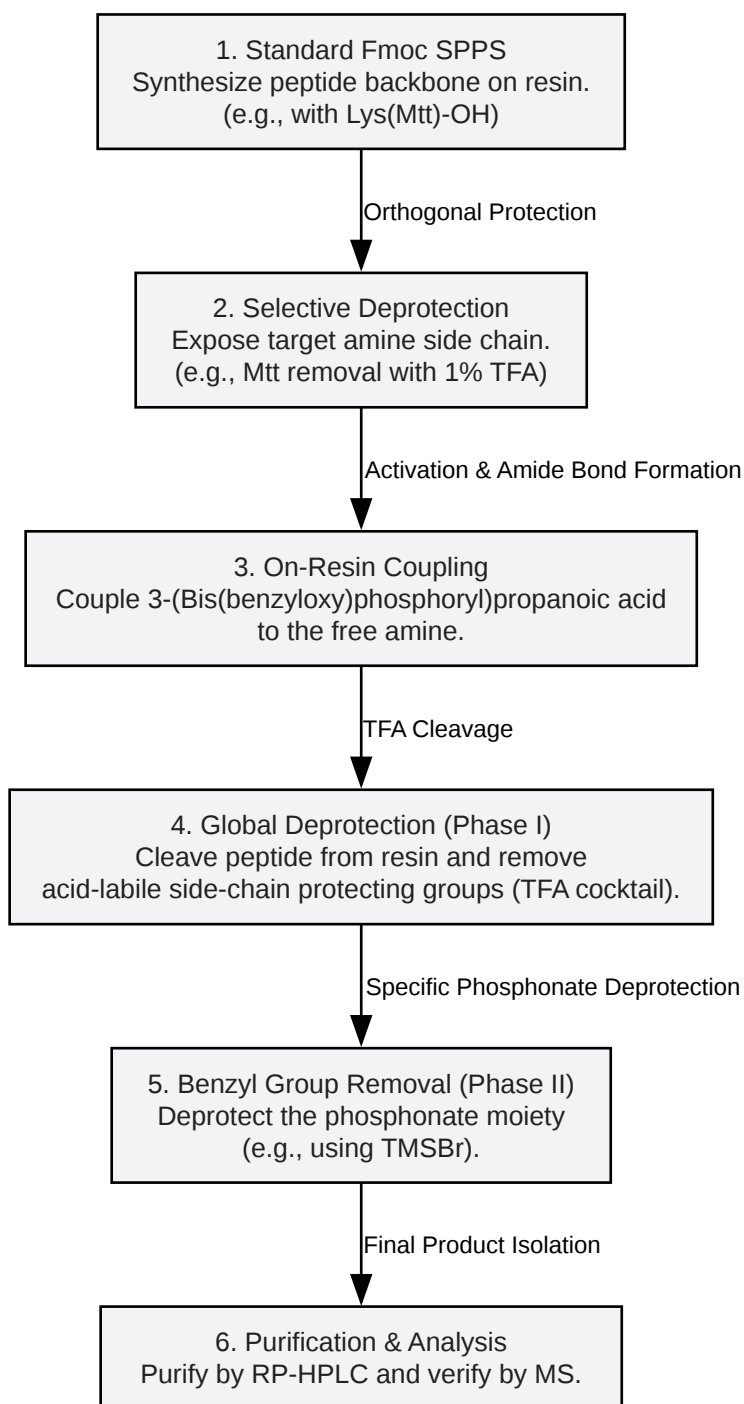 1. Standard Fmoc SPPS
Synthesize peptide backbone on resin.
(e.g., with Lys(Mtt)-OH)
Orthogonal Protection
2. Selective Deprotection
Expose target amine side chain.
(e.g., Mtt removal with 1% TFA)
Activation & Amide Bond Formation
3. On-Resin Coupling
Couple 3-(Bis(benzyloxy)phosphoryl)propanoic acid
to the free amine.
TFA Cleavage
4. Global Deprotection (Phase I)
Cleave peptide from resin and remove
acid-labile side-chain protecting groups (TFA cocktail).
Specific Phosphonate Deprotection
5. Benzyl Group Removal (Phase II)
Deprotect the phosphonate moiety
(e.g., using TMSBr).
Final Product Isolation
6. Purification & Analysis
Purify by RP-HPLC and verify by MS.